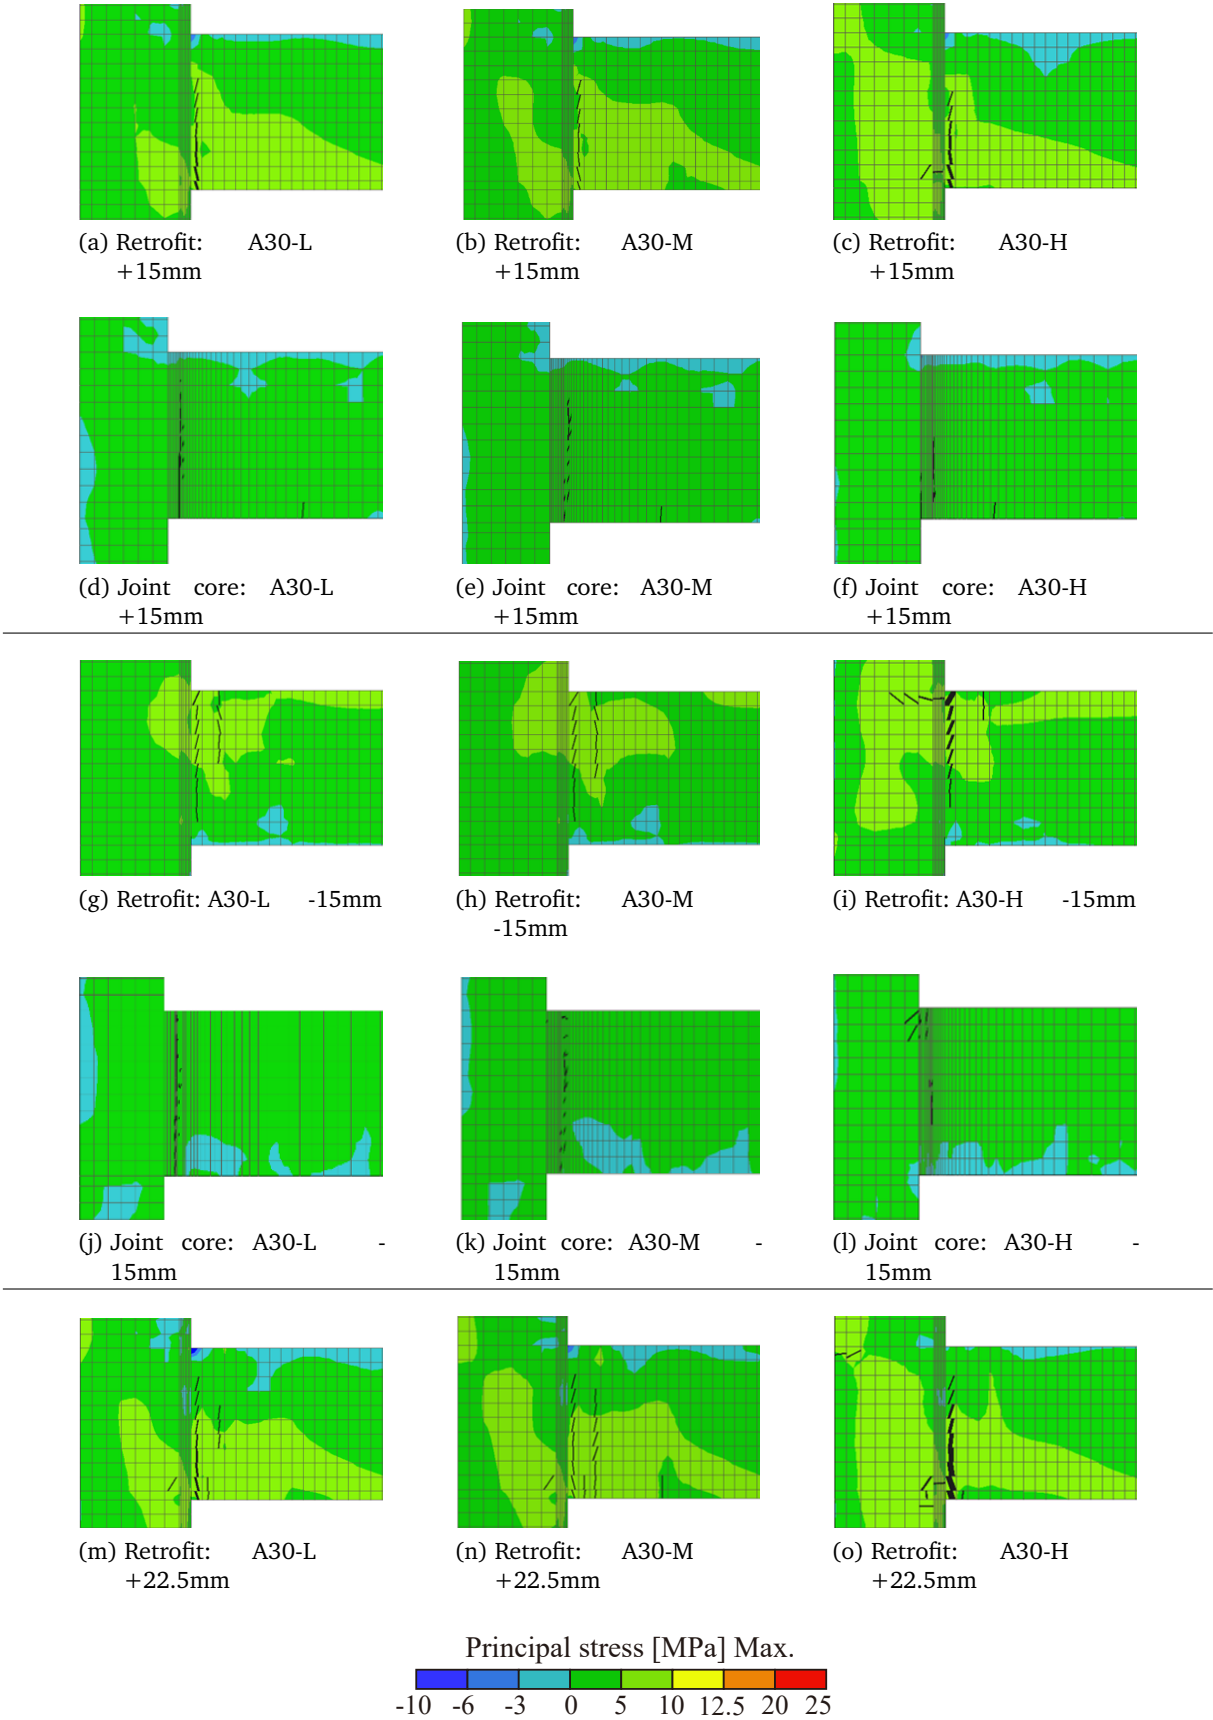 (a) Retrofit: A30-L
+15mm
(b) Retrofit: A30-M
+15mm
(c) Retrofit: A30-H
+15mm
(d) Joint core: A30-L
+15mm
(e) Joint core: A30-M
+15mm
(f) Joint core: A30-H
+15mm
(g) Retrofit: A30-L -15mm
(h) Retrofit: A30-M
-15mm
(i) Retrofit: A30-H -15mm
(j) Joint core: A30-L -
15mm
(k) Joint core: A30-M -
15mm
(l) Joint core: A30-H -
15mm
(m) Retrofit: A30-L
+22.5mm
(n) Retrofit: A30-M
+22.5mm
(o) Retrofit: A30-H
+22.5mm
Principal stress [MPa] Max.
-10 -6 -3 0 5 10 12.5 20 25